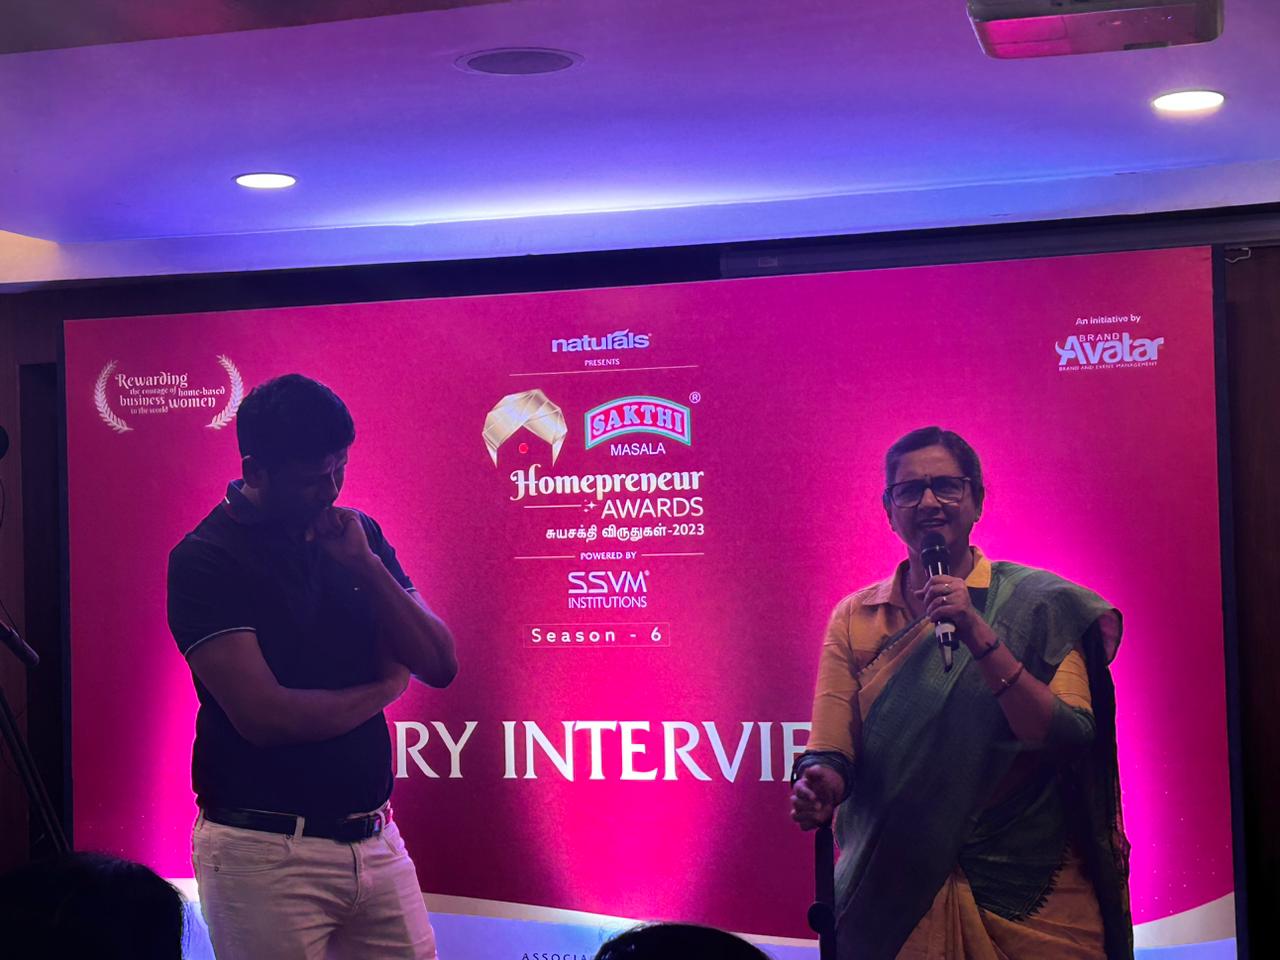 Rewarding
the courage of home-based
business women
to the world
naturals
PRESENTS
An initiative by
BRAND
Avatar
BRAND AND EVENT MANAGEMENT
SAKTHI ®
MASALA
Homepreneur
AWARDS
சுயசக்தி விருதுகள்-2023
POWERED BY
SSVM
INSTITUTIONS
Season - 6
RY INTERVIE
ASSOCIA